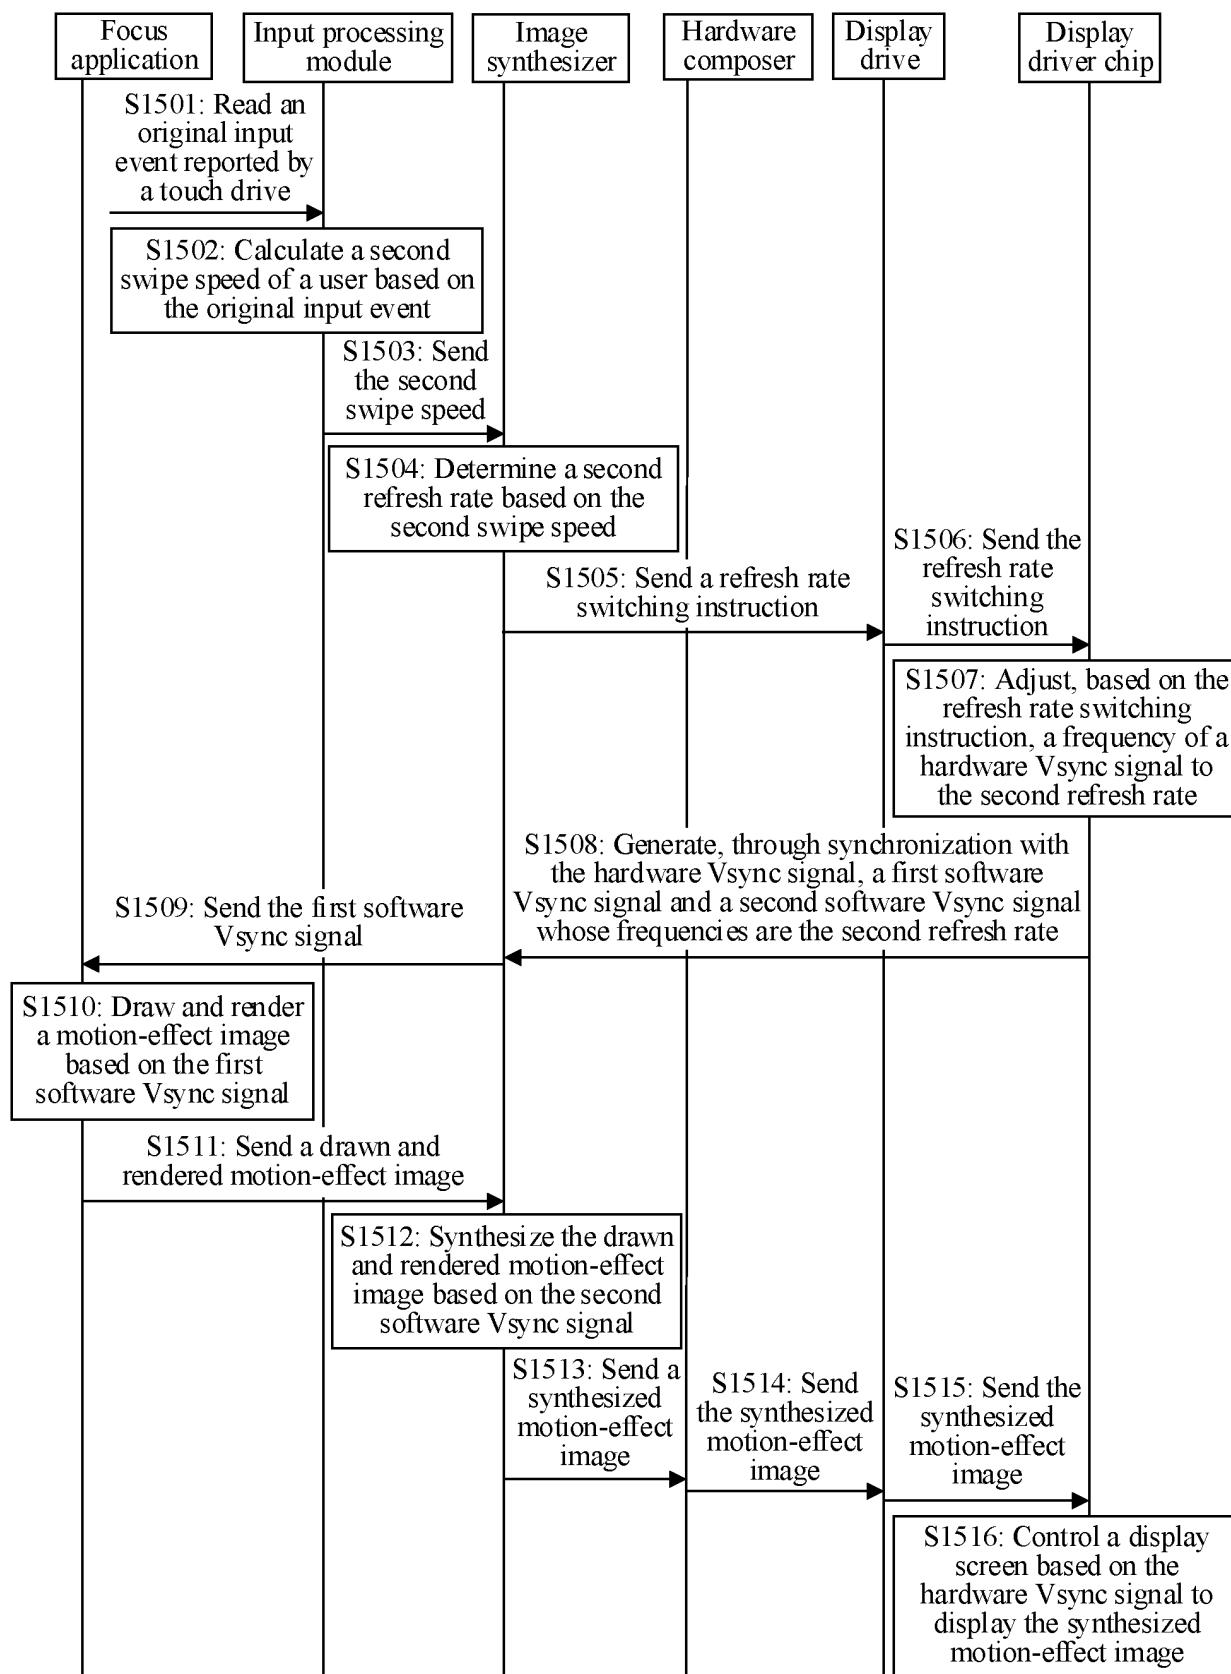 Focus
application
Input processing
module
Image
synthesizer
Hardware
composer
Display
drive
Display
driver chip
S1501: Read an
original input
event reported by
a touch drive
S1502: Calculate a second
swipe speed of a user based on
the original input event
S1503: Send
the second
swipe speed
S1504: Determine a second
refresh rate based on the
second swipe speed
S1505: Send a refresh rate
switching instruction
S1506: Send the
refresh rate
switching
instruction
S1507: Adjust, based on the
refresh rate switching
instruction, a frequency of a
hardware Vsync signal to
the second refresh rate
S1508: Generate, through synchronization with
the hardware Vsync signal, a first software
Vsync signal and a second software Vsync signal
whose frequencies are the second refresh rate
S1509: Send the first software
Vsync signal
S1510: Draw and render
a motion-effect image
based on the first
software Vsync signal
S1511: Send a drawn and
rendered motion-effect image
S1512: Synthesize the drawn
and rendered motion-effect
image based on the second
software Vsync signal
S1513: Send a
synthesized
motion-effect
image
S1514: Send
the synthesized
motion-effect
image
S1515: Send the
synthesized
motion-effect
image
S1516: Control a display
screen based on the
hardware Vsync signal to
display the synthesized
motion-effect image